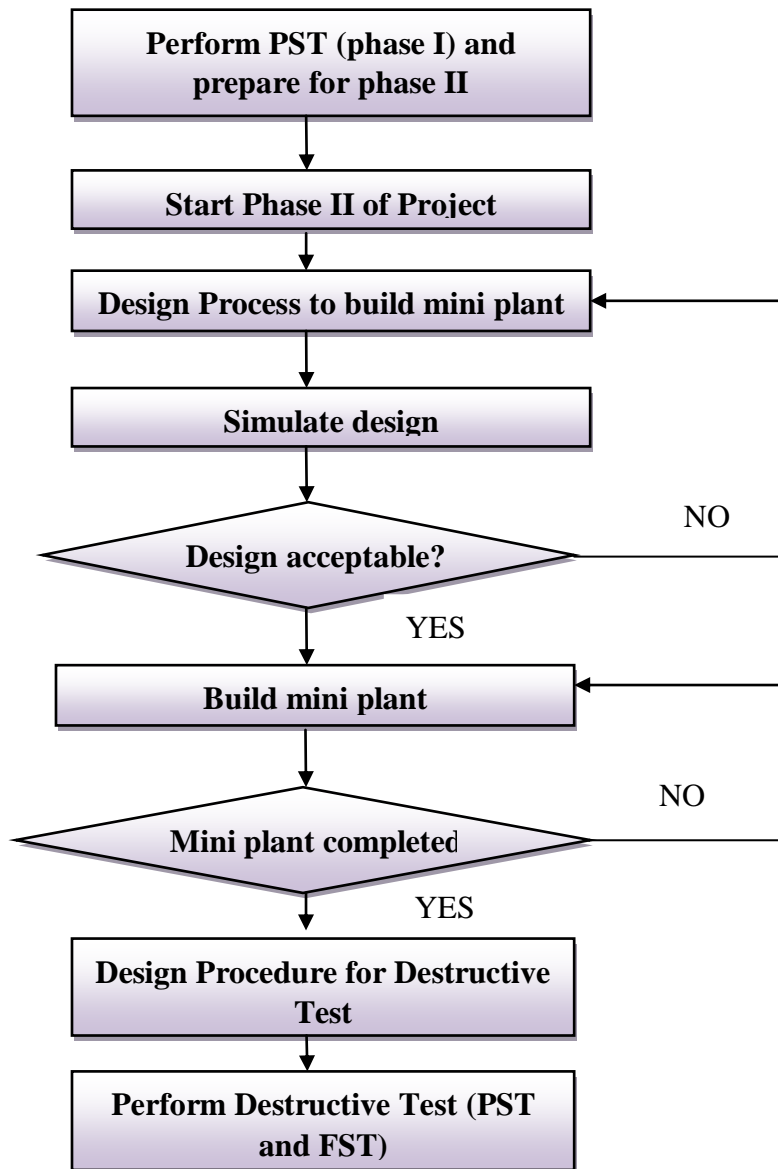 Perform PST (phase I) and
prepare for phase II
Start Phase II of Project
Design Process to build mini plant
Simulate design
Design acceptable?
NO
YES
Build mini plant
NO
Mini plant completed
YES
Design Procedure for Destructive
Test
Perform Destructive Test (PST
and FST)